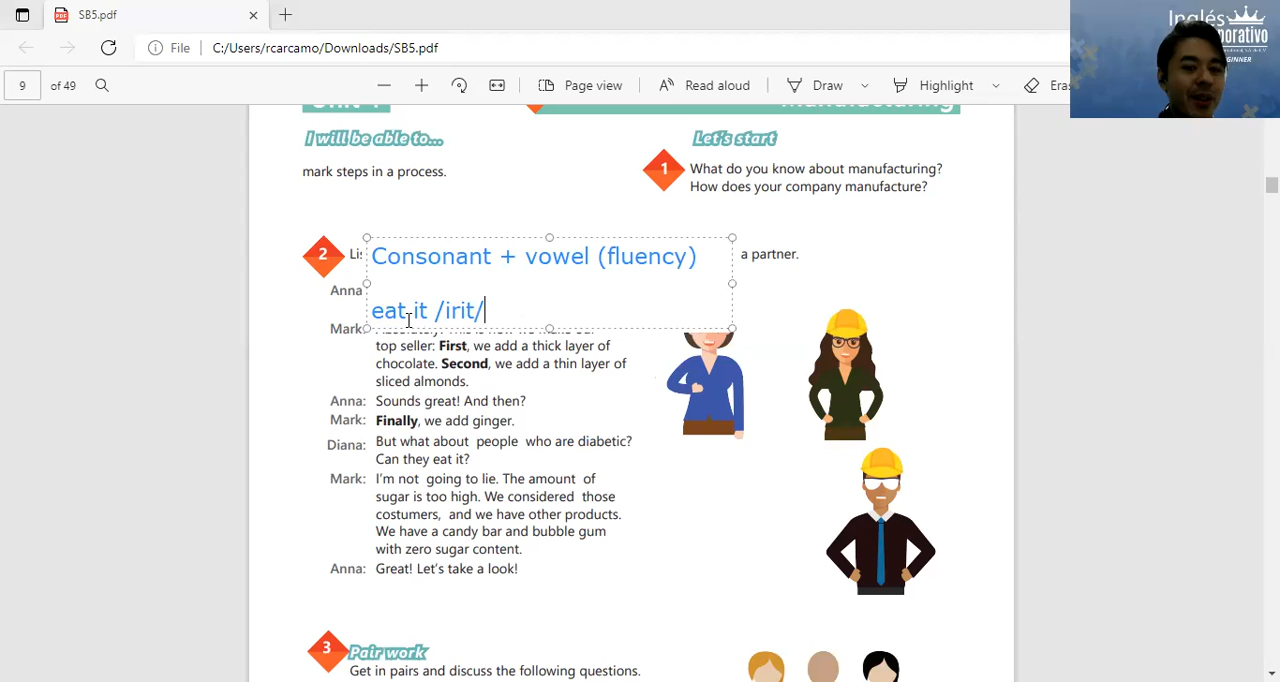 SB5.pdf
File C:/Users/rcarcamo/Downloads/SB5.pdf
9 of 49 Page view Read aloud Draw Highlight
Inglés
BEGINNER
I will be able to...
Let's start
mark steps in a process.
1 What do you know about manufacturing?
How does your company manufacture?
2
a partner.
Consonant + vowel (fluency)
eat it /irit/
Anna
Mark:
top seller: First, we add a thick layer of
chocolate. Second, we add a thin layer of
sliced almonds.
Anna: Sounds great! And then?
Mark: Finally, we add ginger.
Diana: But what about people who are diabetic?
Can they eat it?
Mark: I'm not going to lie. The amount of
sugar is too high. We considered those
costumers, and we have other products.
We have a candy bar and bubble gum
with zero sugar content.
Anna: Great! Let's take a look!
3 Pair work
Get in pairs and discuss the following questions.